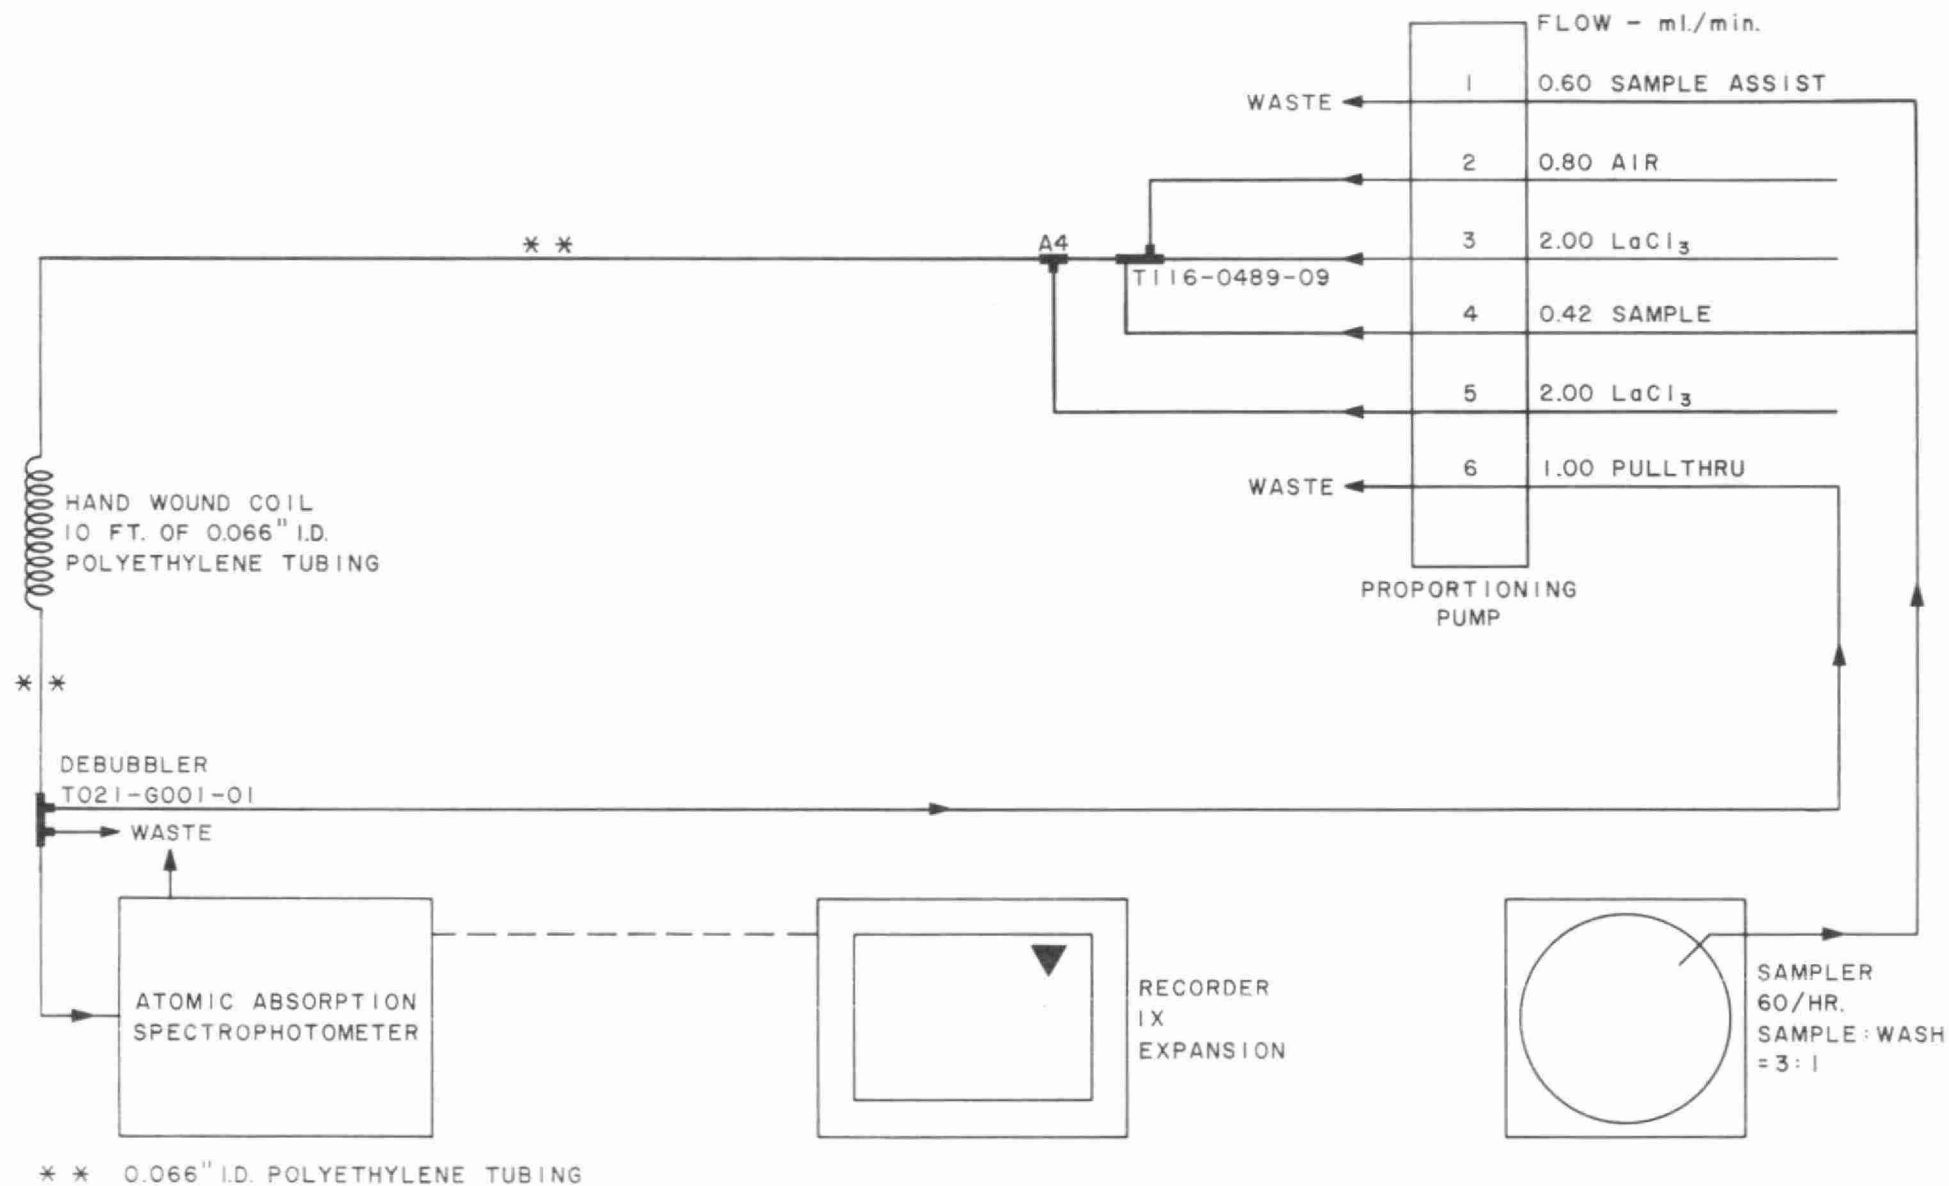 FLOW - ml./min.
1 0.60 SAMPLE ASSIST
WASTE
2 0.80 AIR
* *
A4
3 2.00 LaCl₃
T116-0489-09
4 0.42 SAMPLE
5 2.00 LaCl₃
6 1.00 PULLTHRU
WASTE
HAND WOUND COIL
10 FT. OF 0.066" I.D.
POLYETHYLENE TUBING
PROPORTIONING
PUMP
* *
DEBUBBLER
T021-G001-01
WASTE
ATOMIC ABSORPTION
SPECTROPHOTOMETER
RECORDER
1X
EXPANSION
SAMPLER
60/HR.
SAMPLE:WASH
=3:1
* * 0.066" I.D. POLYETHYLENE TUBING